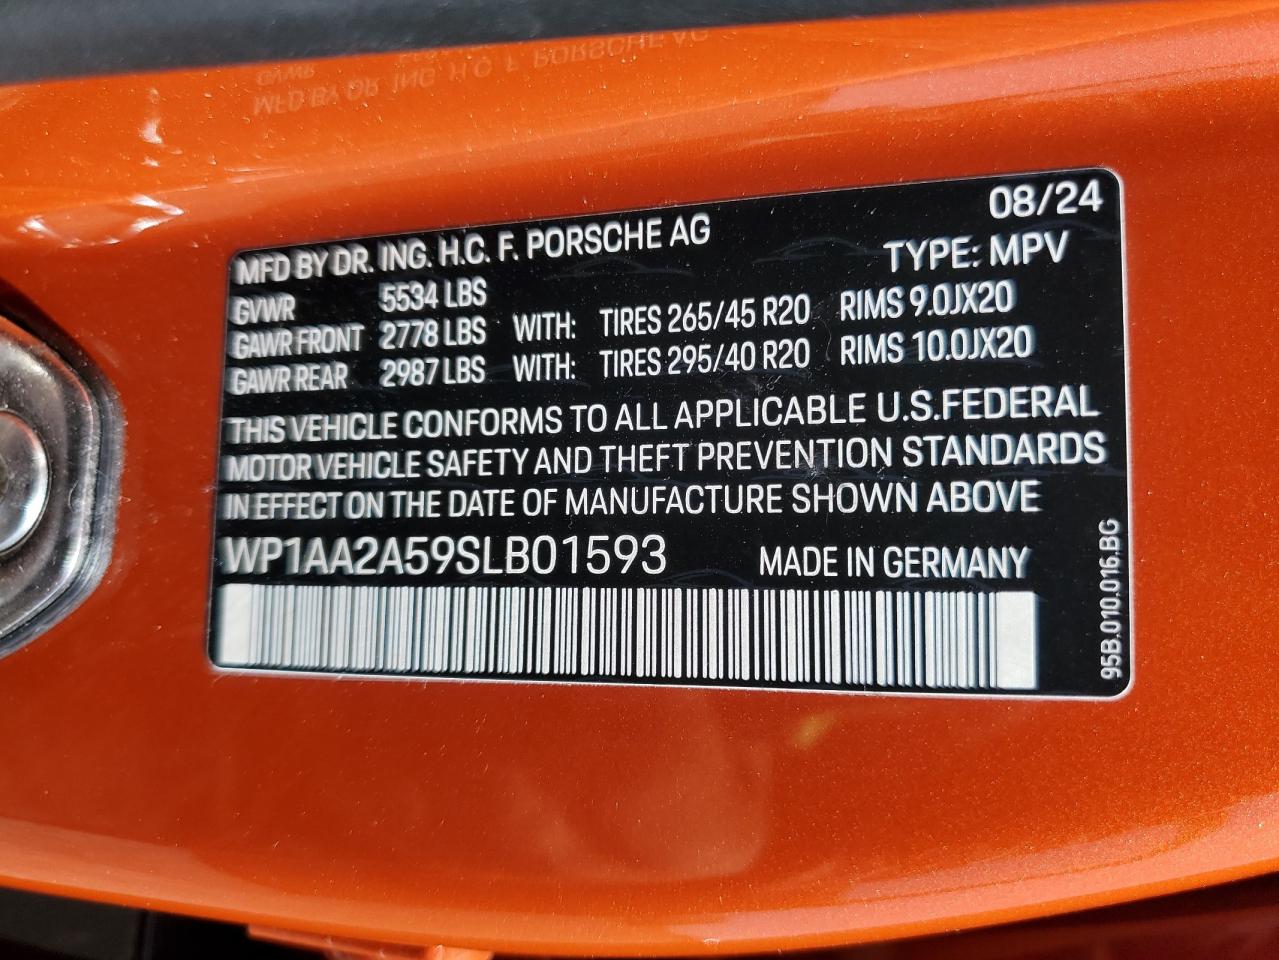 MFD BY DR. ING. H.C. F. PORSCHE AG
08/24
TYPE: MPV
GVWR 5534 LBS
GAWR FRONT 2778 LBS WITH: TIRES 265/45 R20 RIMS 9.0JX20
GAWR REAR 2987 LBS WITH: TIRES 295/40 R20 RIMS 10.0JX20
THIS VEHICLE CONFORMS TO ALL APPLICABLE U.S.FEDERAL
MOTOR VEHICLE SAFETY AND THEFT PREVENTION STANDARDS
IN EFFECT ON THE DATE OF MANUFACTURE SHOWN ABOVE
WP1AA2A59SLB01593 MADE IN GERMANY
95B.010.016.BG